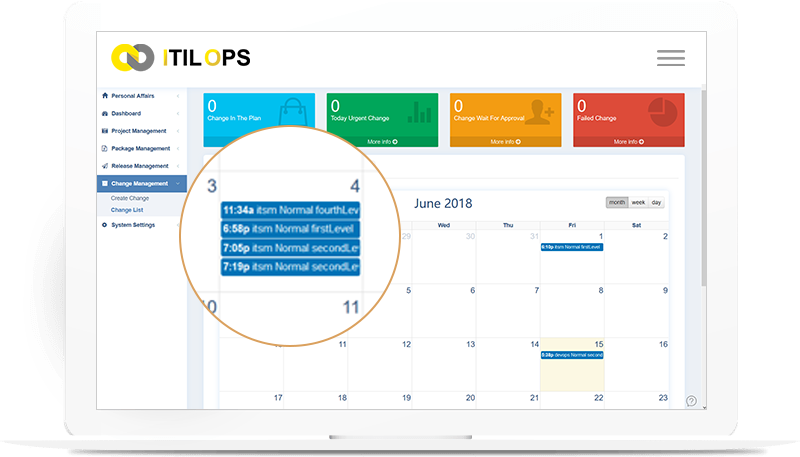 ITIL OPS
Personal Affairs
Dashboard
Project Management
Package Management
Release Management
Change Management
Create Change
Change List
System Settings
0
Change In The Plan
0
Today Urgent Change
More info
0
Change Wait For Approval
More info
0
Failed Change
More info
June 2018
month week day
Wed Thu Fri Sat
29 30 31 1 2
6:18p itsm Normal firstLevel
3 4
11:34a itsm Normal fourthLev
6:58p itsm Normal firstLevel
7:05p itsm Normal secondLe
7:19p itsm Normal secondLe
10 11
5 6 7 8 9
11 12 13 14 15 16
5:38p devops Normal second
17 18 19 20 21 22 23